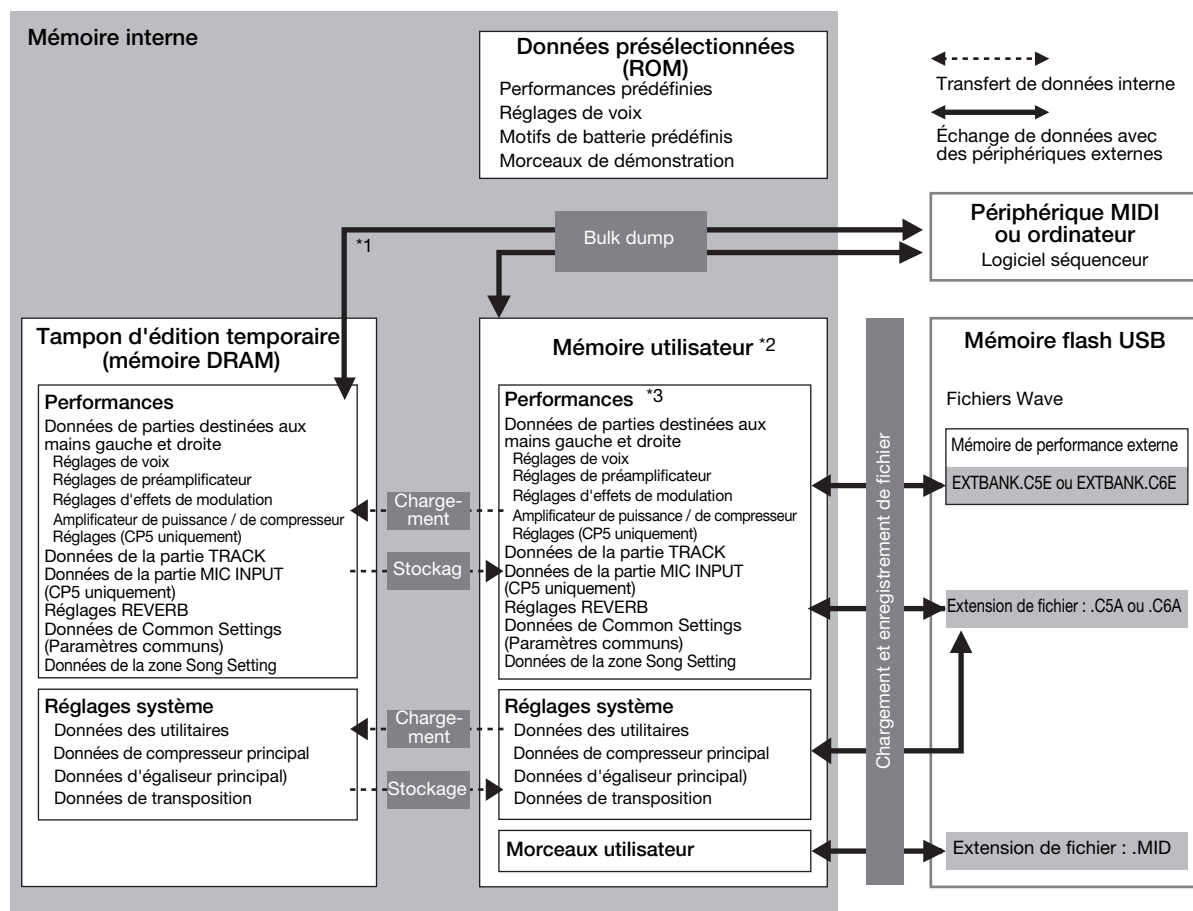 Mémoire interne
Données présélectionnées
(ROM)
Performances prédéfinies
Réglages de voix
Motifs de batterie prédéfinis
Morceaux de démonstration
Transfert de données interne
Échange de données avec
des périphériques externes
Périphérique MIDI
ou ordinateur
Logiciel séquenceur
*1
Bulk dump
Tampon d'édition temporaire
(mémoire DRAM)
Performances
Données de parties destinées aux
mains gauche et droite
Réglages de voix
Réglages de préamplificateur
Réglages d'effets de modulation
Amplificateur de puissance / de compresseur
Réglages (CP5 uniquement)
Données de la partie TRACK
Données de la partie MIC INPUT
(CP5 uniquement)
Réglages REVERB
Données de Common Settings
(Paramètres communs)
Données de la zone Song Setting
Réglages système
Données des utilitaires
Données de compresseur principal
Données d'égaliseur principal)
Données de transposition
Charge-
ment
Stockag
Charge-
ment
Stockage
Mémoire utilisateur *2
Performances *3
Données de parties destinées aux
mains gauche et droite
Réglages de voix
Réglages de préamplificateur
Réglages d'effets de modulation
Amplificateur de puissance / de compresseur
Réglages (CP5 uniquement)
Données de la partie TRACK
Données de la partie MIC INPUT
(CP5 uniquement)
Réglages REVERB
Données de Common Settings
(Paramètres communs)
Données de la zone Song Setting
Réglages système
Données des utilitaires
Données de compresseur principal
Données d'égaliseur principal)
Données de transposition
Morceaux utilisateur
Chargement et enregistrement de fichier
Mémoire flash USB
Fichiers Wave
Mémoire de performance externe
EXTBANK.C5E ou EXTBANK.C6E
Extension de fichier : .C5A ou .C6A
Extension de fichier : .MID